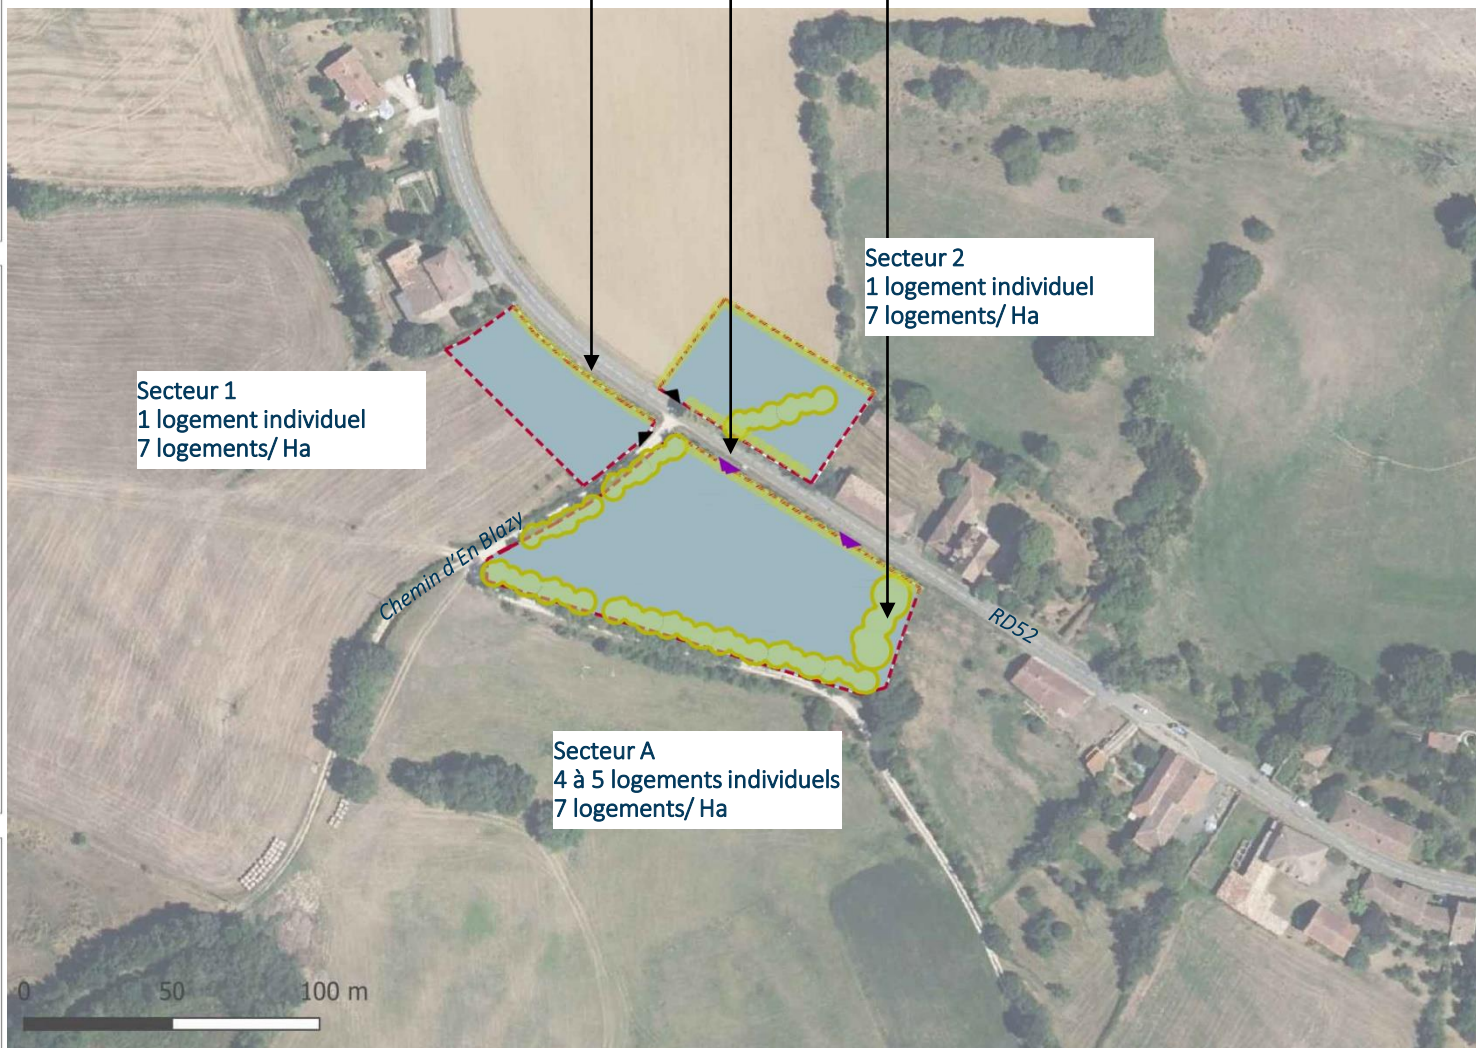 Secteur 2
1 logement individuel
7 logements/ Ha
Secteur 1
1 logement individuel
7 logements/ Ha
Chemin d'En Blazy
RD52
Secteur A
4 à 5 logements individuels
7 logements/ Ha
0 50 100 m